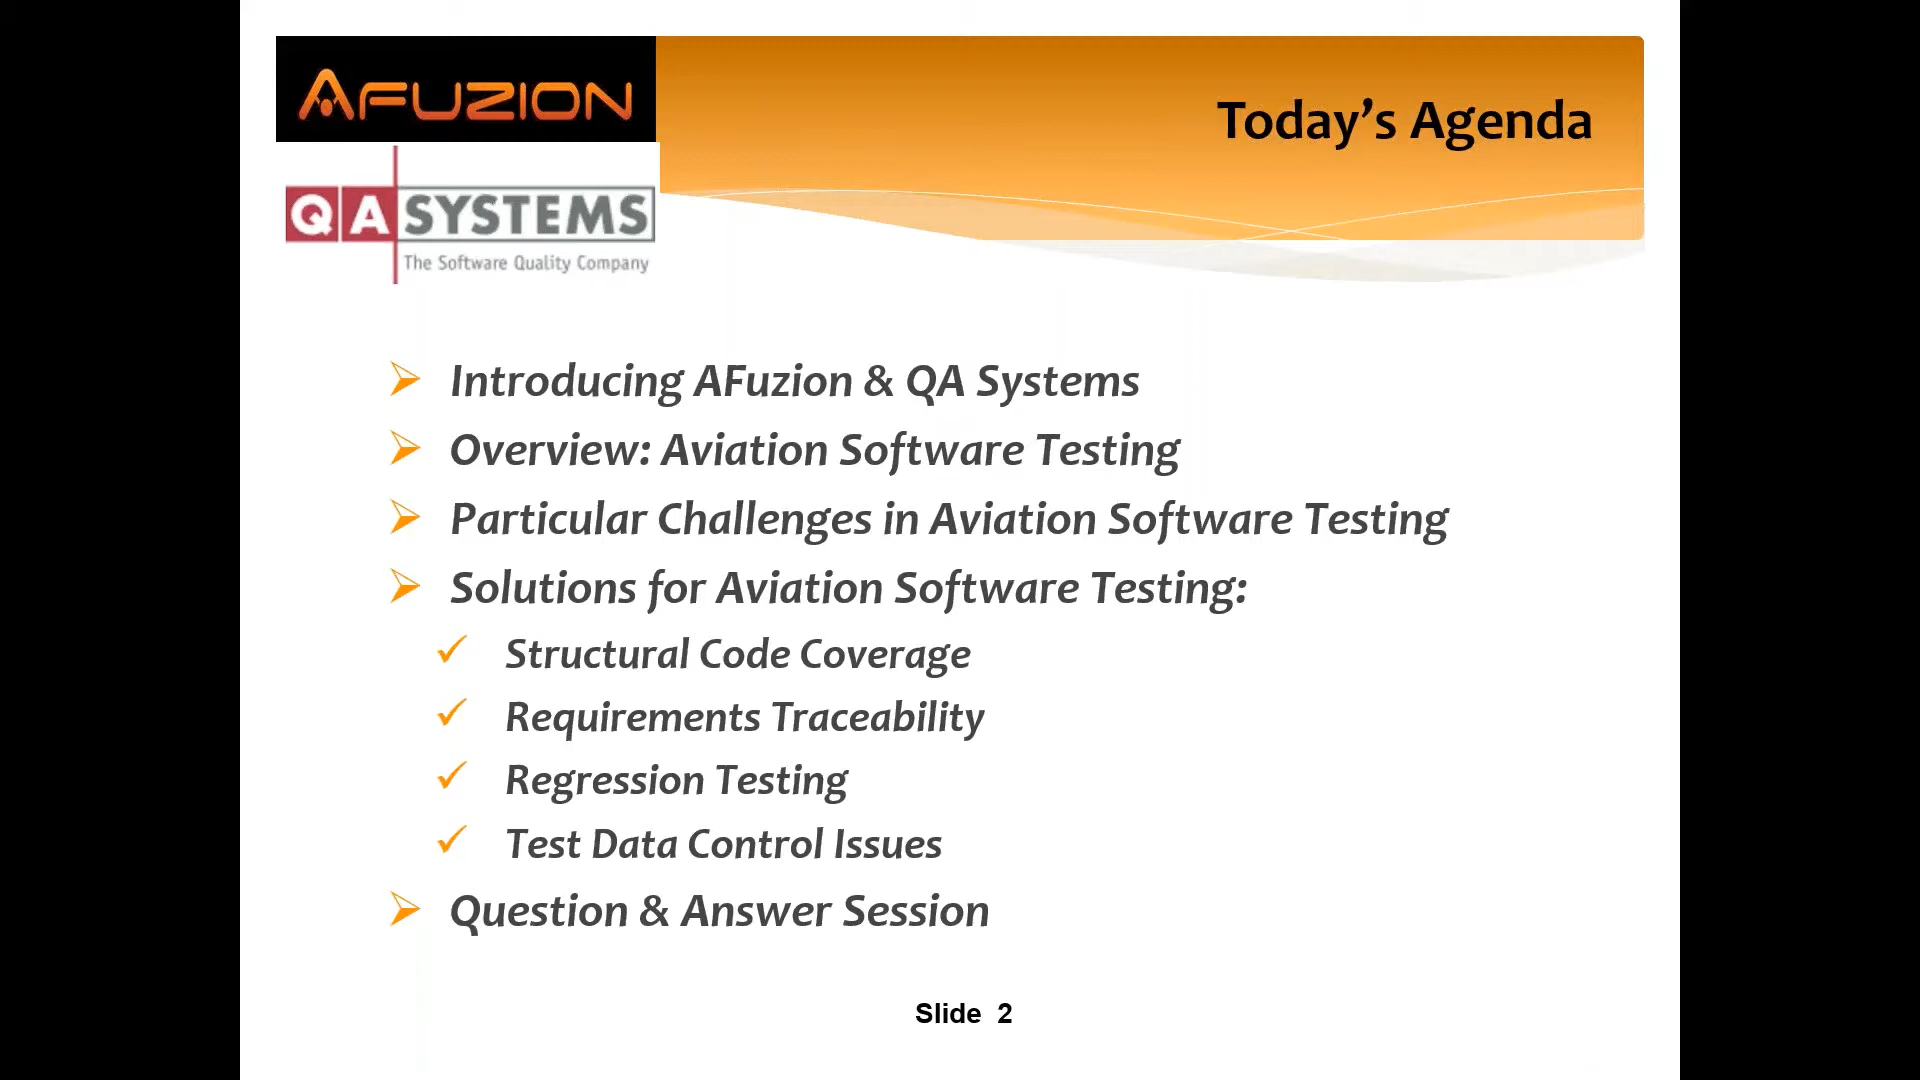 AFUZION
Today's Agenda
QA SYSTEMS
The Software Quality Company
Introducing AFuzion & QA Systems
Overview: Aviation Software Testing
Particular Challenges in Aviation Software Testing
Solutions for Aviation Software Testing:
Structural Code Coverage
Requirements Traceability
Regression Testing
Test Data Control Issues
Question & Answer Session
Slide 2